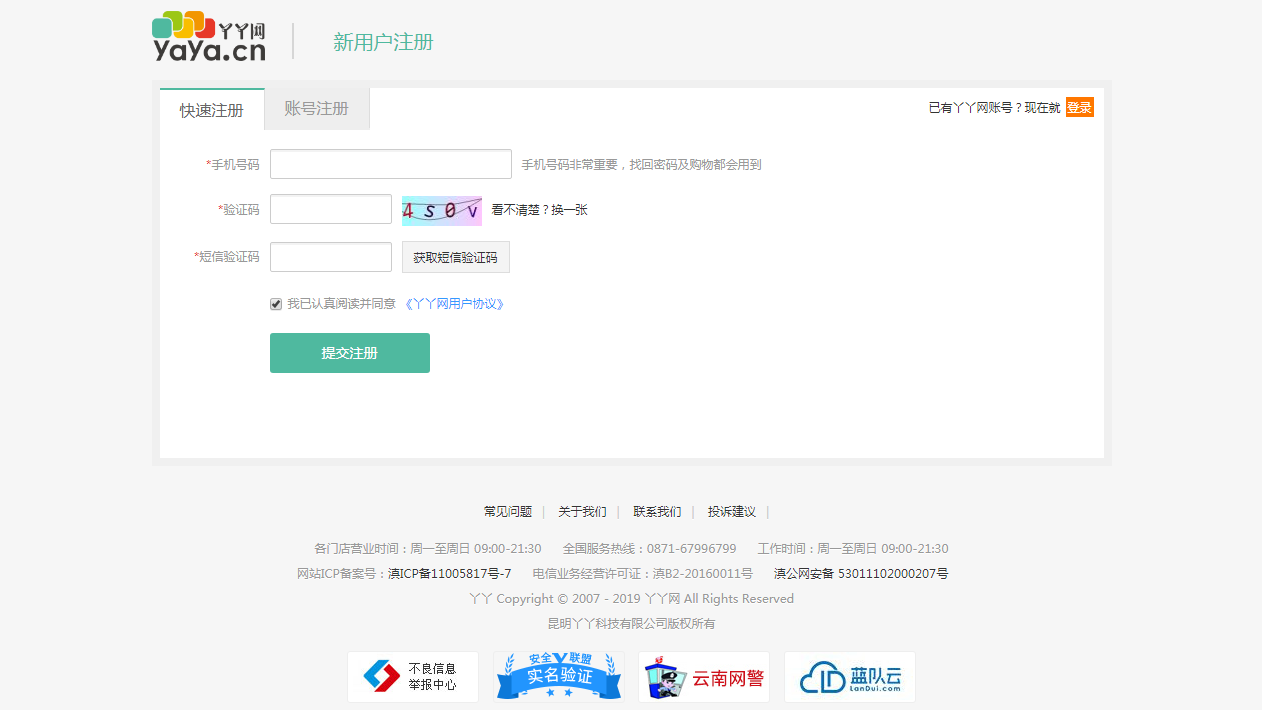 丫丫网
YaYa.cn
新用户注册
快速注册 账号注册 已有丫丫网账号？现在就 登录
*手机号码 手机号码非常重要，找回密码及购物都会用到
*验证码 4 s 0 v 看不清楚？换一张
*短信验证码 获取短信验证码
我已认真阅读并同意 《丫丫网用户协议》
提交注册
常见问题 | 关于我们 | 联系我们 | 投诉建议 |
各门店营业时间：周一至周日 09:00-21:30 全国服务热线：0871-67996799 工作时间：周一至周日 09:00-21:30
网站ICP备案号：滇ICP备11005817号-7 电信业务经营许可证：滇B2-20160011号 滇公网安备 53011102000207号
丫丫 Copyright © 2007 - 2019 丫丫网 All Rights Reserved
昆明丫丫科技有限公司版权所有
不良信息
举报中心
安全联盟
实名验证
云南网警
蓝队云
LanDui.com